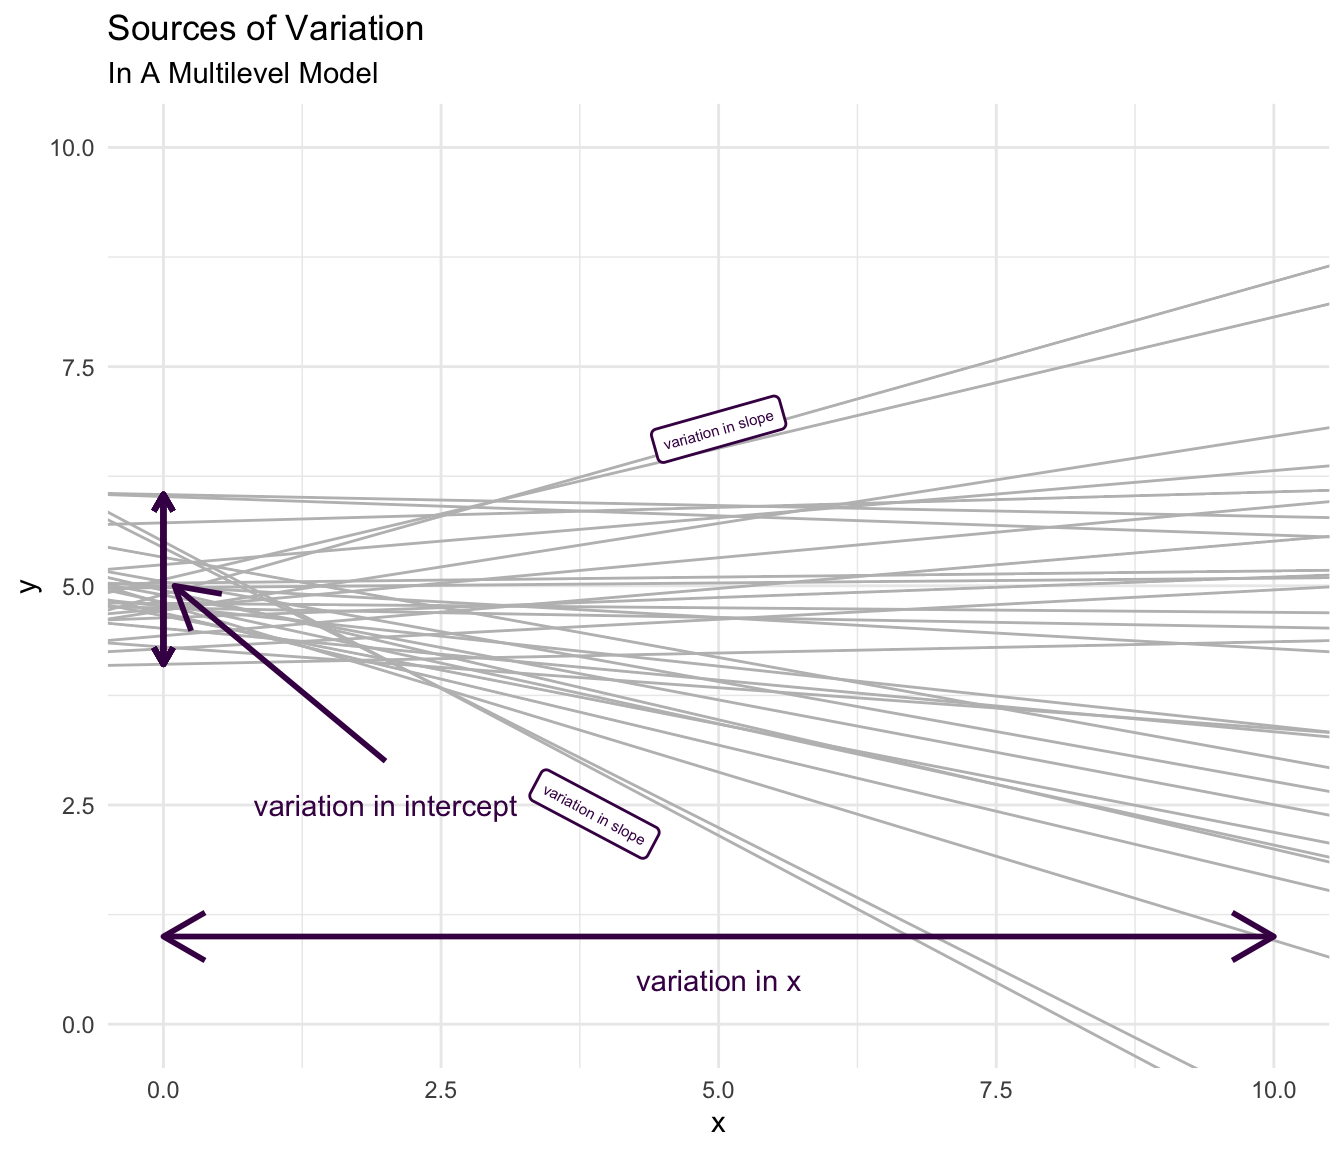 Sources of Variation
In A Multilevel Model
10.0
7.5
5.0
2.5
0.0
y
variation in slope
variation in intercept
variation in slope
variation in x
0.0
2.5
5.0
7.5
10.0
x